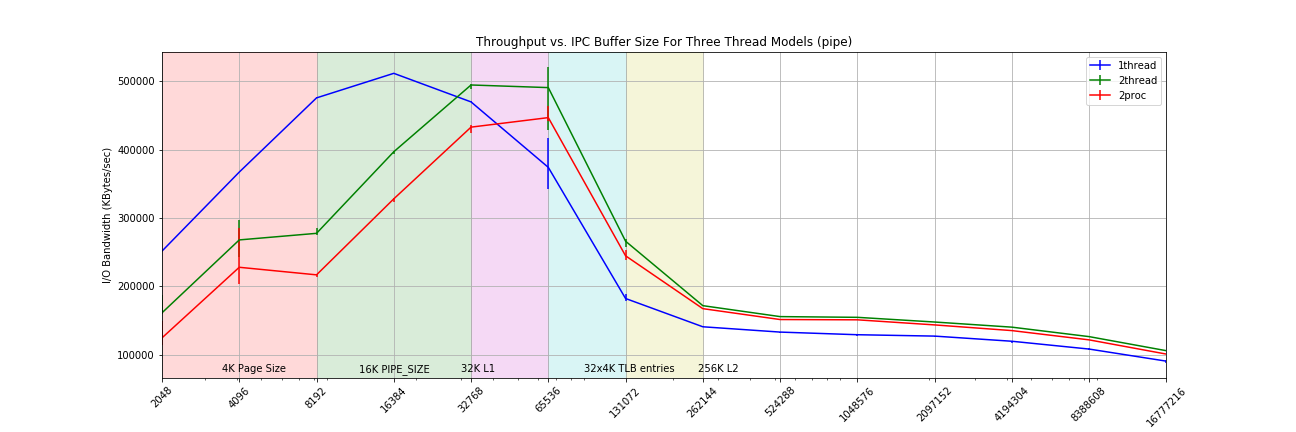 Throughput vs. IPC Buffer Size For Three Thread Models (pipe)
1thread
2thread
2proc
I/O Bandwidth (KBytes/sec)
500000
400000
300000
200000
100000
4K Page Size
16K PIPE_SIZE
32K L1
32x4K TLB entries
256K L2
2048
4096
8192
16384
32768
65536
131072
262144
524288
1048576
2097152
4194304
8388608
16777216